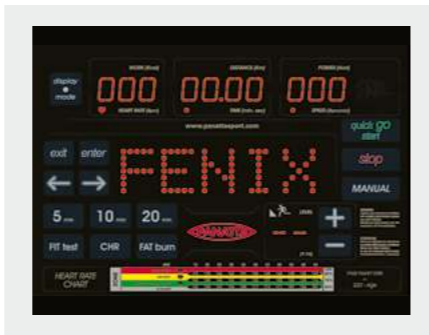 WORK (Kcal) DISTANCE (Km) POWER (Watt)
display
mode
000 00.00 000
HEART RATE (bpm) TIME (min. sec) SPEED
www.panattasport.com
quick GO
start
exit enter
FENIX
stop
MANUAL
5 min 10 min 20 min
PANATTA
+
FIT test CHR FAT burn
−
HEART RATE
CHART
ZONE
220 - Age